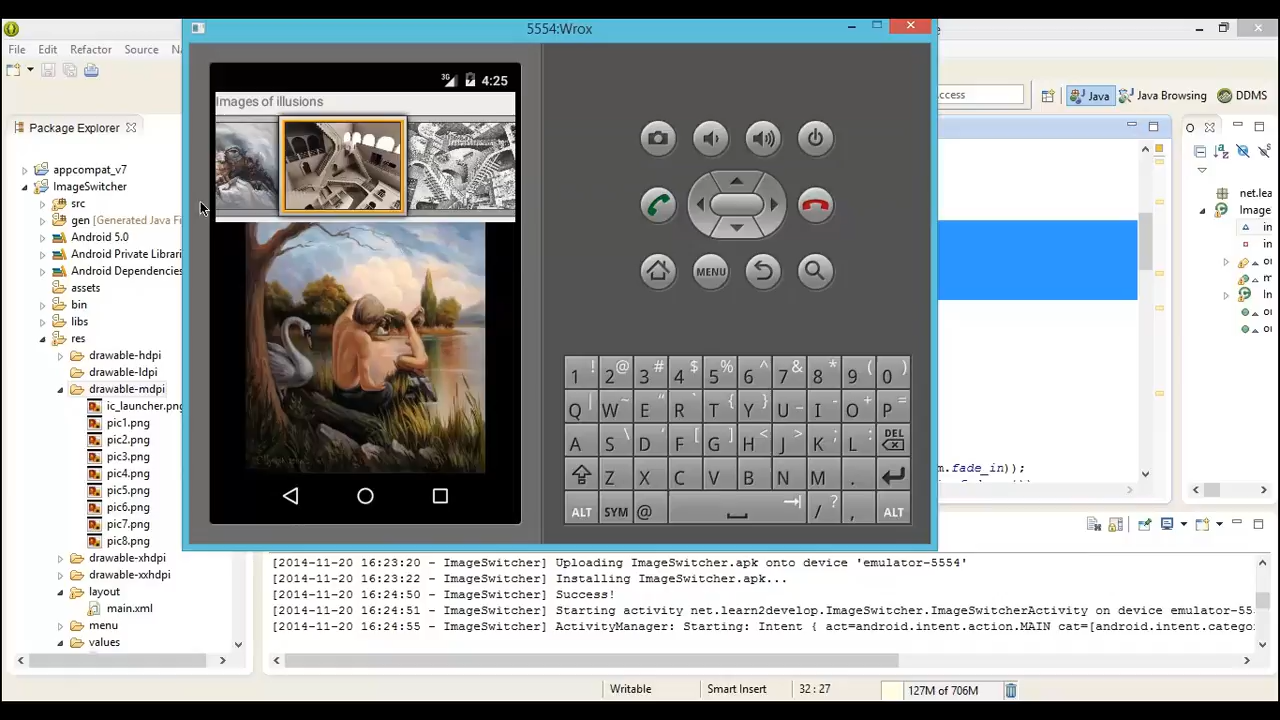 5554:Wrox
File Edit Refactor Source
Access
Java
Java Browsing
DDMS
Package Explorer
appcompat_v7
ImageSwitcher
src
gen [Generated Java Fi
Android 5.0
Android Private Librari
Android Dependencies
assets
bin
libs
res
drawable-hdpi
drawable-ldpi
drawable-mdpi
ic_launcher.png
pic1.png
pic2.png
pic3.png
pic4.png
pic5.png
pic6.png
pic7.png
pic8.png
drawable-xhdpi
drawable-xxhdpi
layout
main.xml
menu
values
3G 4:25
Images of illusions
MENU
1 ! 2 @ 3 # 4 $ 5 % 6 ^ 7 & 8 * 9 ( 0 )
Q | W ~ E " R ` T { Y } U _ I - O + P =
A S \ D ' F [ G ] H < J > K ; L : DEL
Z X C V B N M .
ALT SYM @ / ? , ALT
net.lea
Image
m.fade_in));
[2014-11-20 16:23:20 - ImageSwitcher] Uploading ImageSwitcher.apk onto device 'emulator-5554'
[2014-11-20 16:23:22 - ImageSwitcher] Installing ImageSwitcher.apk...
[2014-11-20 16:24:50 - ImageSwitcher] Success!
[2014-11-20 16:24:51 - ImageSwitcher] Starting activity net.learn2develop.ImageSwitcher.ImageSwitcherActivity on device emulator-55
[2014-11-20 16:24:55 - ImageSwitcher] ActivityManager: Starting: Intent { act=android.intent.action.MAIN cat=[android.intent.catego
Writable
Smart Insert
32 : 27
127M of 706M